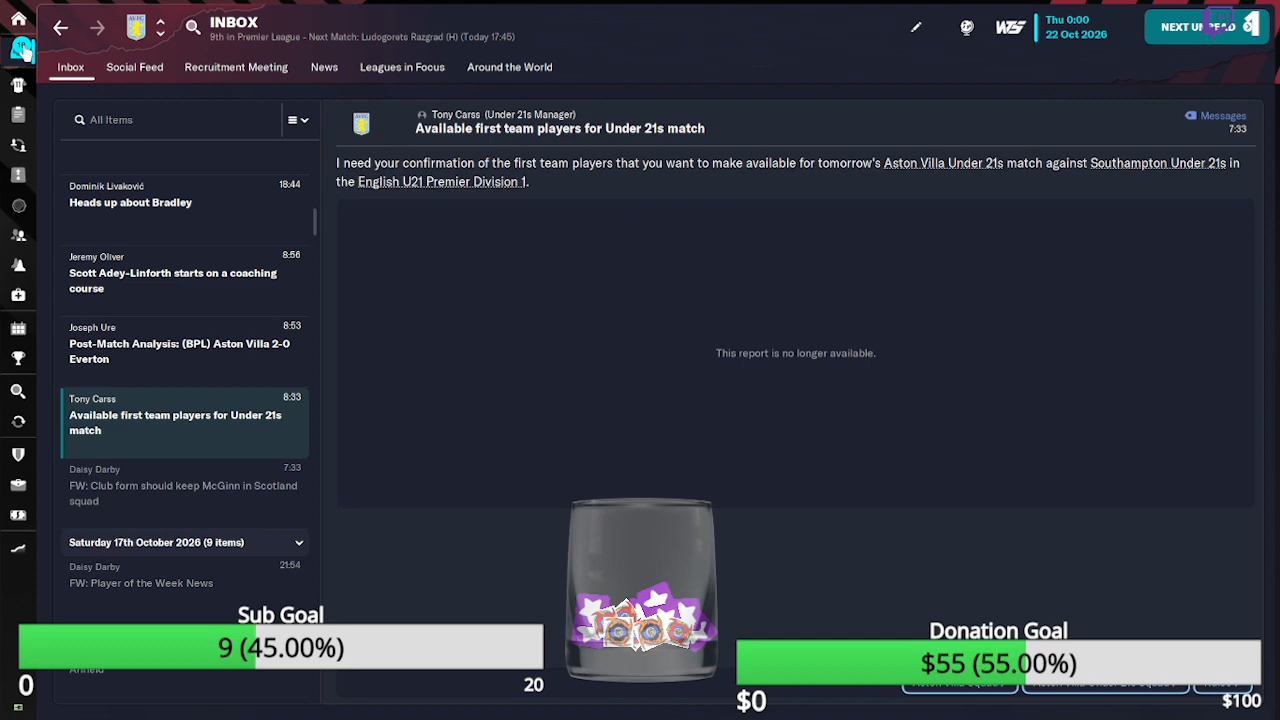 INBOX
9th in Premier League - Next Match: Ludogorets Razgrad (H) (Today 17:45)
Thu 0:00
22 Oct 2026
NEXT UNREAD
Inbox
Social Feed
Recruitment Meeting
News
Leagues in Focus
Around the World
All Items
Dominik Livaković
18:44
Heads up about Bradley
Jeremy Oliver
8:56
Scott Adey-Linforth starts on a coaching
course
Joseph Ure
8:53
Post-Match Analysis: (BPL) Aston Villa 2-0
Everton
Tony Carss
8:33
Available first team players for Under 21s
match
Daisy Darby
7:33
FW: Club form should keep McGinn in Scotland
squad
Saturday 17th October 2026 (9 items)
Daisy Darby
21:54
FW: Player of the Week News
Tony Carss (Under 21s Manager)
Available first team players for Under 21s match
Messages
7:33
I need your confirmation of the first team players that you want to make available for tomorrow's Aston Villa Under 21s match against Southampton Under 21s in
the English U21 Premier Division 1.
This report is no longer available.
Sub Goal
9 (45.00%)
0
20
Donation Goal
$55 (55.00%)
$0
$100